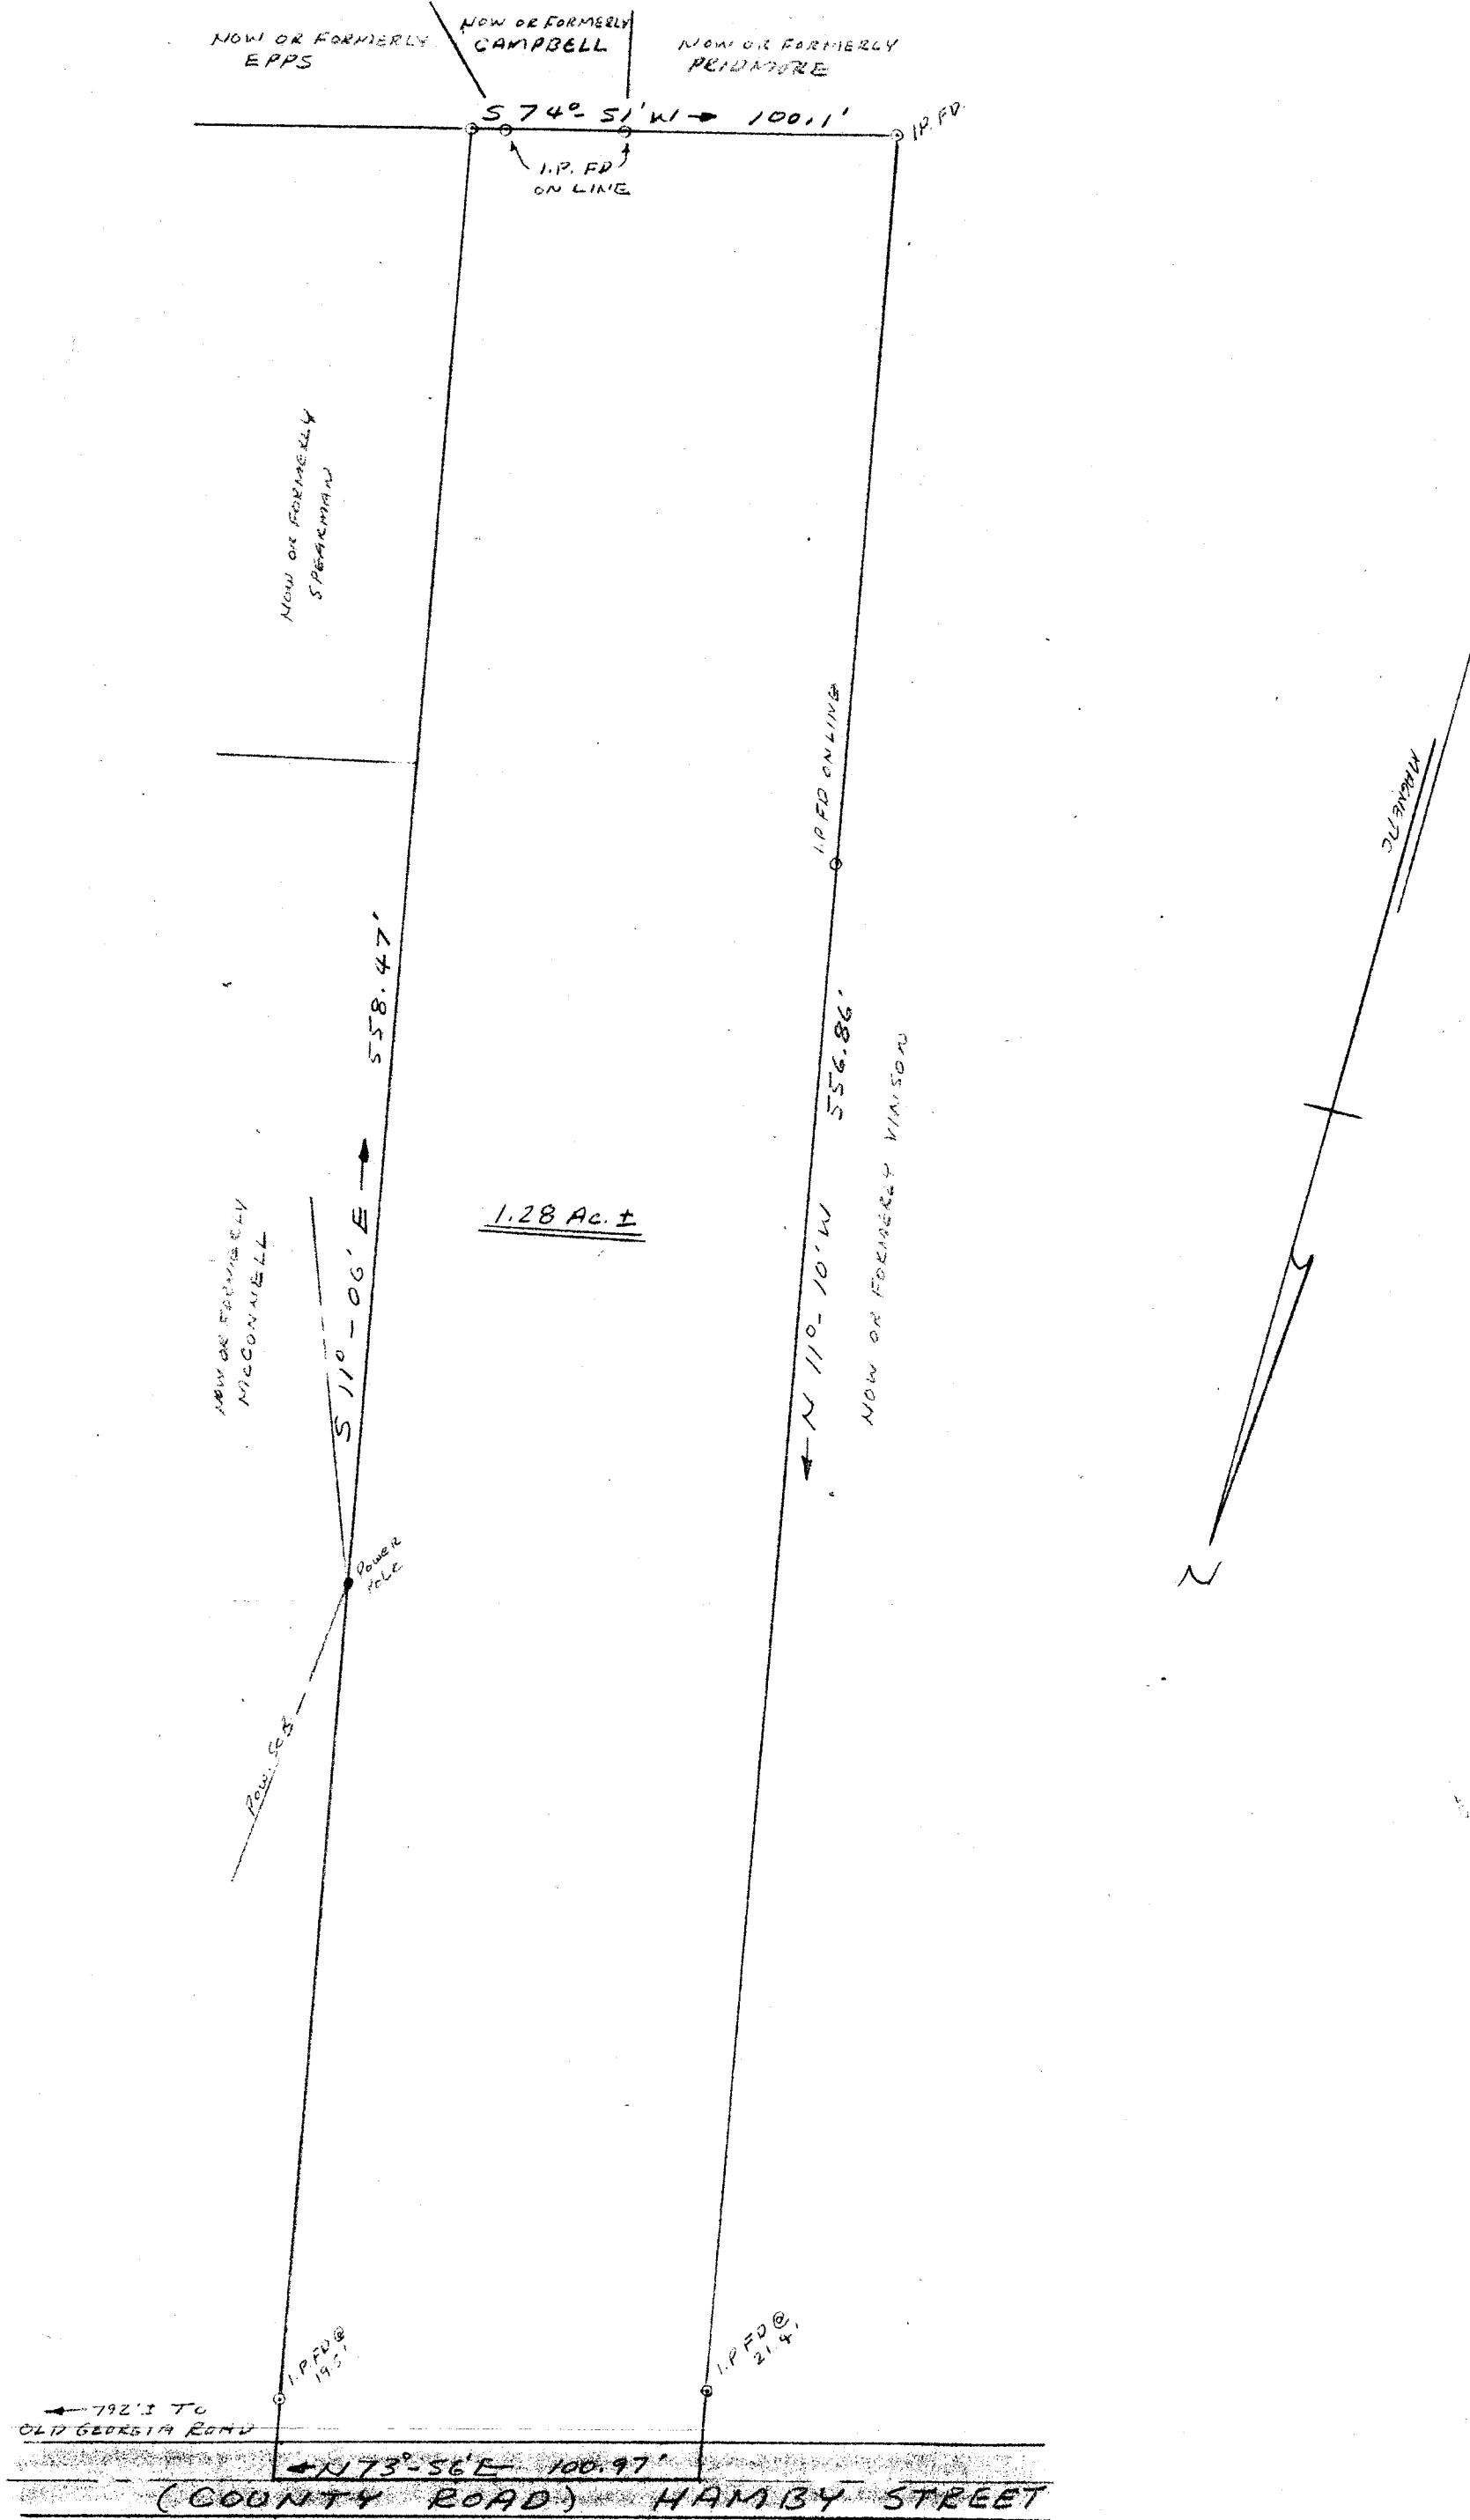 NOW OR FORMERLY
EPPS
NOW OR FORMERLY
CAMPBELL
NOW OR FORMERLY
PRIDMORE
S 74°- 51' W 100.1'
I.P. FD.
I.P. FD
ON LINE
NOW OR FORMERLY
SPEARMAN
I.P FD ON LINE
MAGNETIC
558.47'
S 11°- 06' E
556.86'
N 11°- 10' W
NOW OR FORMERLY VINSON
1.28 Ac. ±
NOW OR FORMERLY
McCONNELL
POWER
POLE
N
I.P. FD @
19.5'
I.P FD @
21.4'
792'± TO
OLD GEORGIA ROAD
N 73°-56' E 100.97'
(COUNTY ROAD) HAMBY STREET